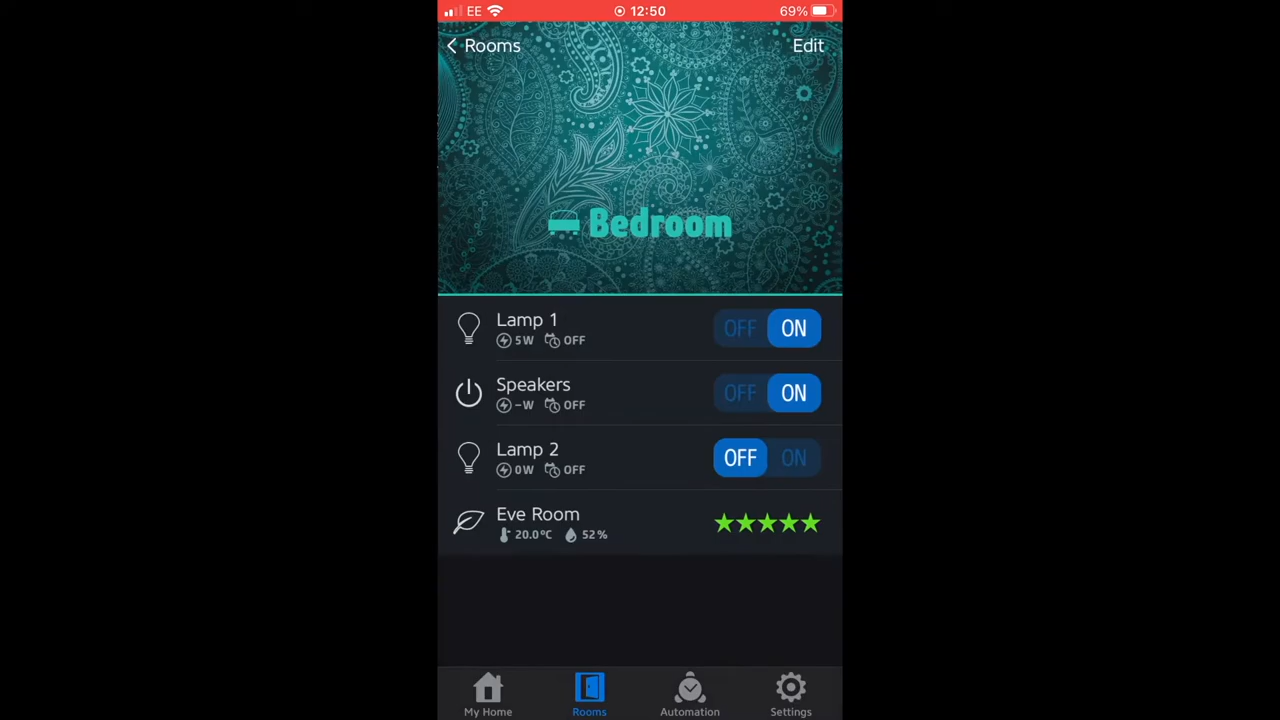 EE 12:50 69%
Rooms Edit
Bedroom
Lamp 1
5W OFF
OFF ON
Speakers
–W OFF
OFF ON
Lamp 2
0W OFF
OFF ON
Eve Room
20.0°C 52%
My Home Rooms Automation Settings